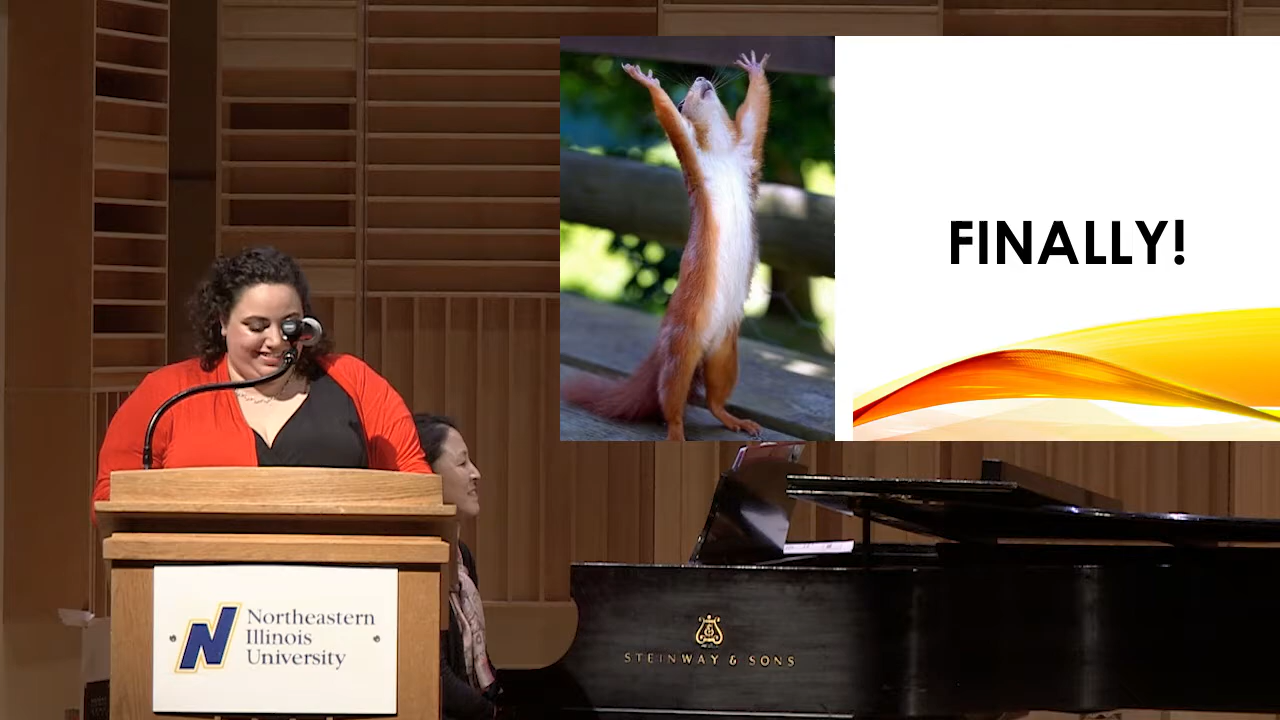 FINALLY!
Northeastern
Illinois
University
STEINWAY & SONS